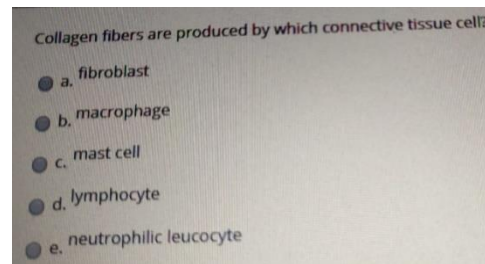 Collagen fibers are produced by which connective tissue cell?
a. fibroblast
b. macrophage
c. mast cell
d. lymphocyte
e. neutrophilic leucocyte